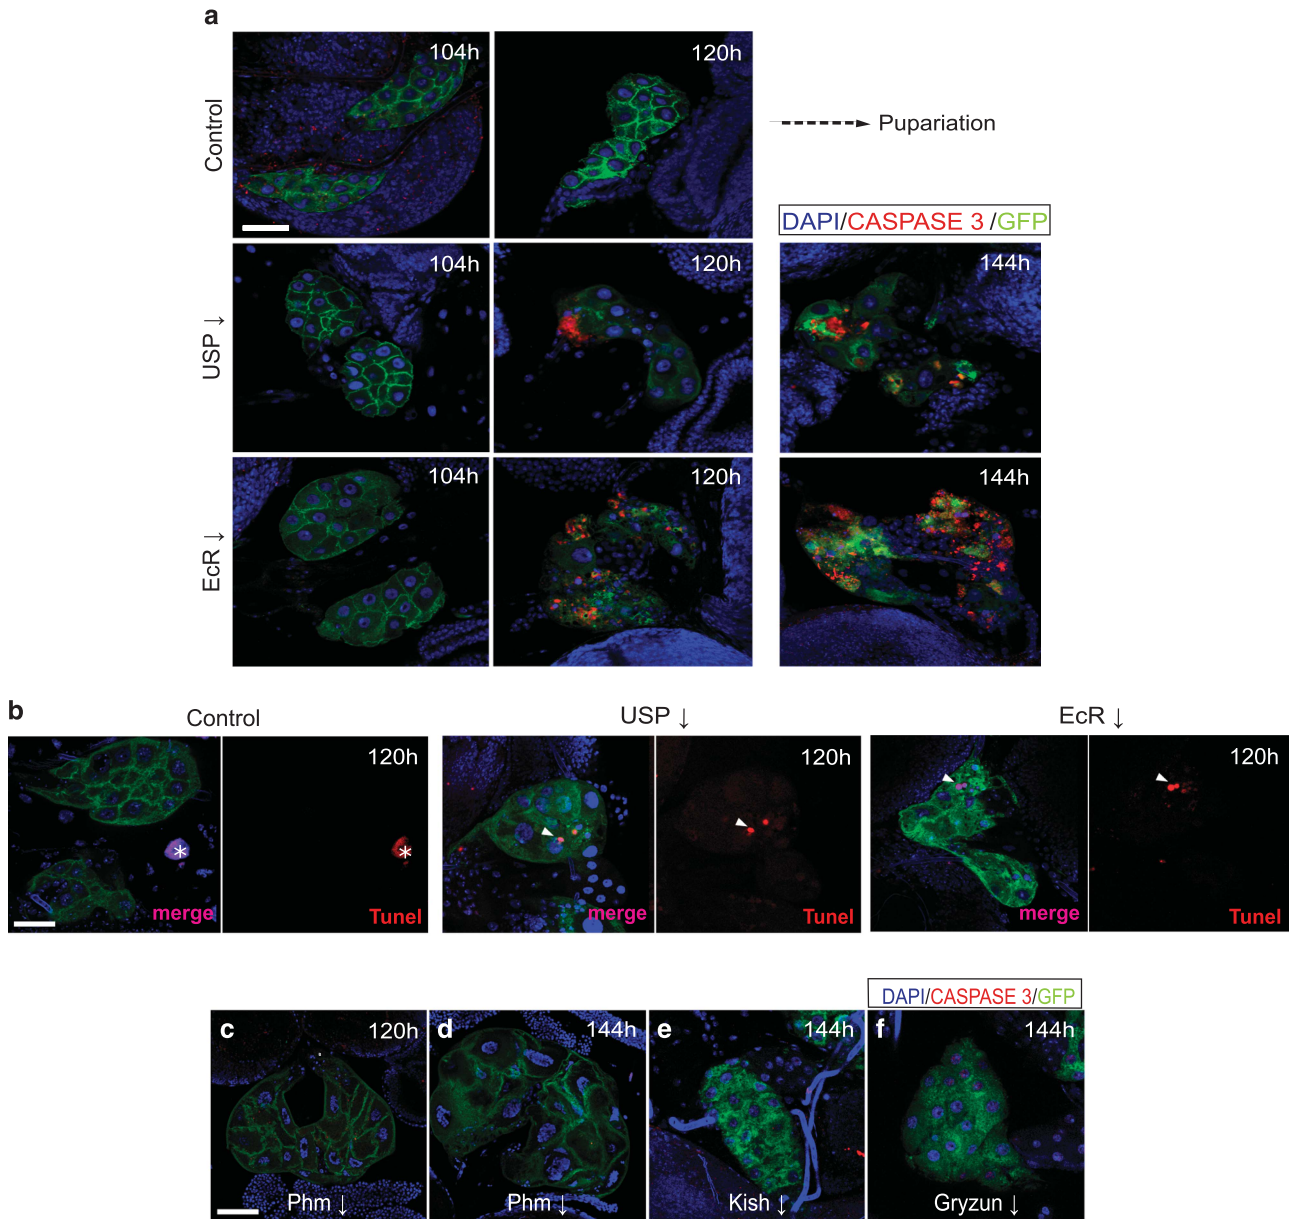 a
Control
104h
120h
Pupariation
DAPI/CASPASE 3 /GFP
USP ↓
104h
120h
144h
EcR ↓
104h
120h
144h
b
Control
USP ↓
EcR ↓
120h
120h
120h
*
*
merge
Tunel
merge
Tunel
merge
Tunel
DAPI/CASPASE 3/GFP
c
120h
d
144h
e
144h
f
144h
Phm ↓
Phm ↓
Kish ↓
Gryzun ↓